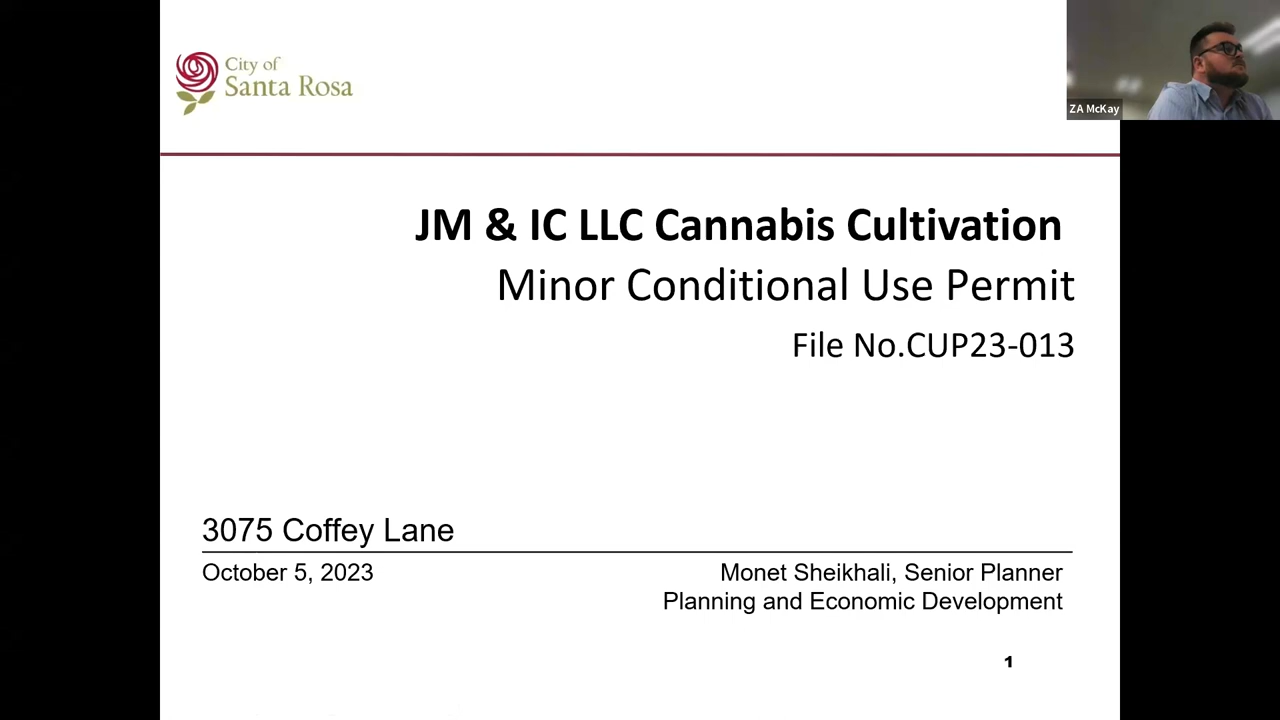 City of
Santa Rosa
ZA McKay
JM & IC LLC Cannabis Cultivation
Minor Conditional Use Permit
File No.CUP23-013
3075 Coffey Lane
October 5, 2023
Monet Sheikhali, Senior Planner
Planning and Economic Development
1